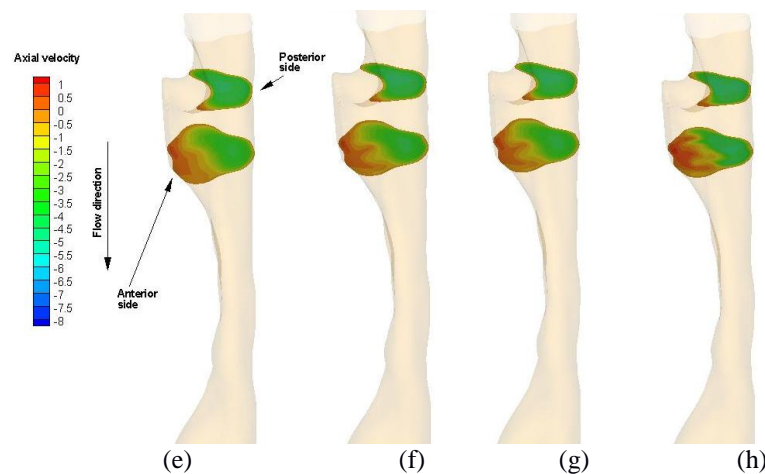 Axial velocity
1
0.5
0
-0.5
-1
-1.5
-2
-2.5
-3
-3.5
-4
-4.5
-5
-5.5
-6
-6.5
-7
-7.5
-8
Flow direction
Posterior
side
Anterior
side
(e)
(f)
(g)
(h)